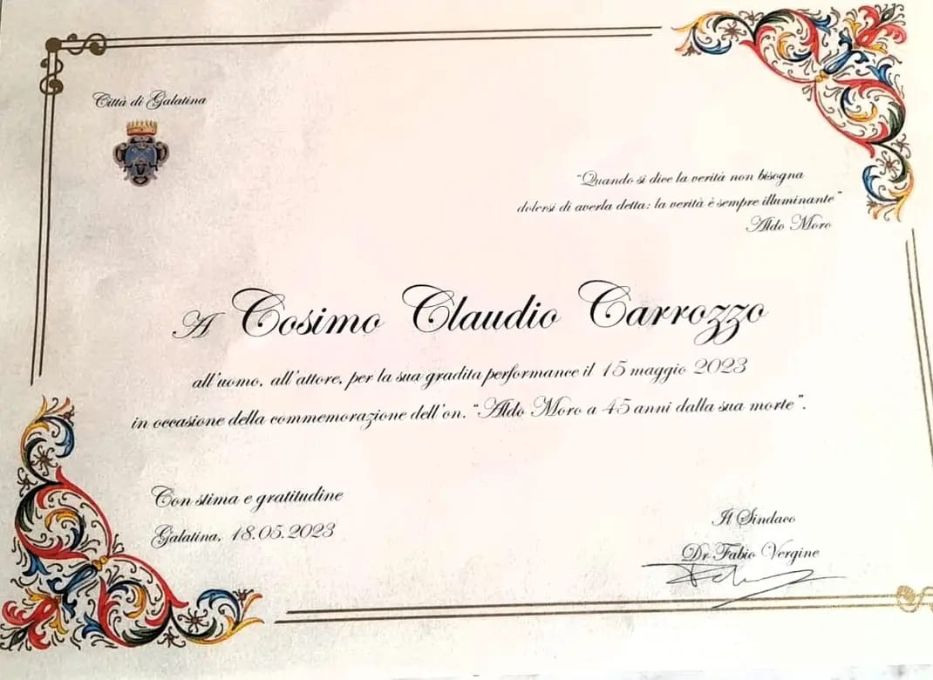 Città di Galatina
"Quando si dice la verità non bisogna
dolersi di averla detta: la verità è sempre illuminante"
Aldo Moro
A Cosimo Claudio Carrozzo
all'uomo, all'attore, per la sua gradita performance il 15 maggio 2023
in occasione della commemorazione dell'on. "Aldo Moro a 45 anni dalla sua morte".
Con stima e gratitudine
Galatina, 18.05.2023
Il Sindaco
Dr Fabio Vergine